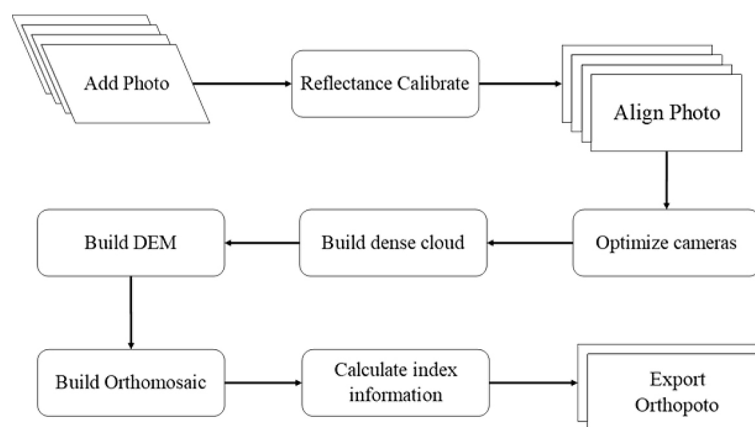 Add Photo
Reflectance Calibrate
Align Photo
Optimize cameras
Build dense cloud
Build DEM
Build Orthomosaic
Calculate index
information
Export
Orthopoto